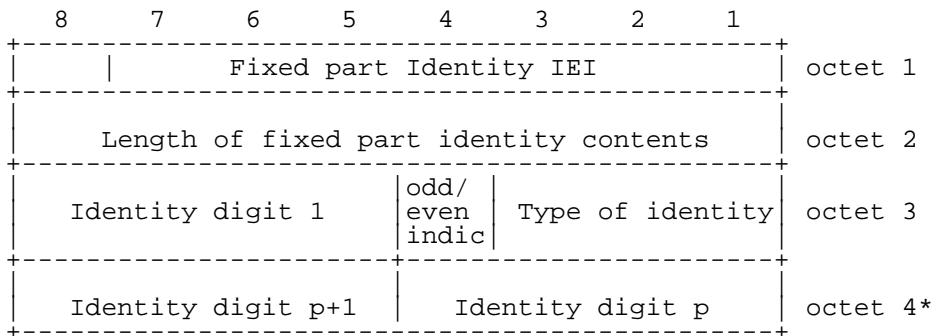 8 7 6 5 4 3 2 1
Fixed part Identity IEI octet 1
Length of fixed part identity contents octet 2
odd/
Identity digit 1 even Type of identity octet 3
indic
Identity digit p+1 Identity digit p octet 4*